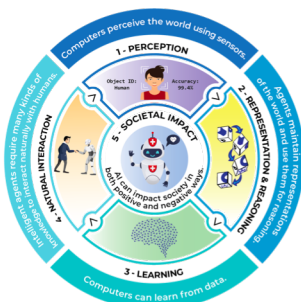 Computers perceive the world using sensors.
1 - PERCEPTION
Object ID:
Human
Accuracy:
99.4%
Agents maintain representations
of the world and use them for reasoning.
2 - REPRESENTATION & REASONING
3 - LEARNING
Computers can learn from data.
4 - NATURAL INTERACTION
Intelligent agents require many kinds of
knowledge to interact naturally with humans.
5 - SOCIETAL IMPACT
AI can impact society in
both positive and negative ways.